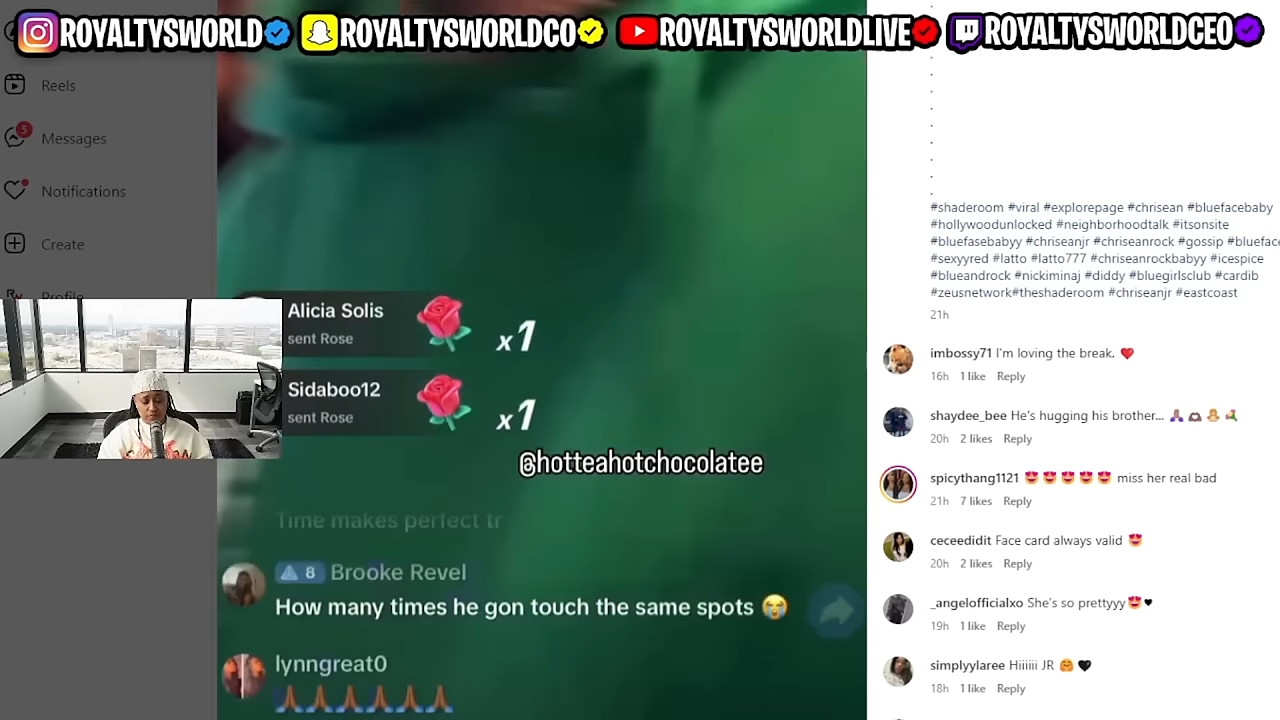 ROYALTYSWORLD ROYALTYSWORLDCO ROYALTYSWORLDLIVE ROYALTYSWORLDCEO
Reels
5
Messages
Notifications
Create
Profile
Alicia Solis
sent Rose
x1
Sidaboo12
sent Rose
x1
@hotteahotchocolatee
Time makes perfect tr
8 Brooke Revel
How many times he gon touch the same spots 😭
lynngreat0
🙏🏾🙏🏾🙏🏾🙏🏾🙏🏾🙏🏾
.
.
.
.
.
.
.
.
.
#shaderoom #viral #explorepage #chrisean #bluefacebaby
#hollywoodunlocked #neighborhoodtalk #itsonsite
#bluefasebabyy #chriseanjr #chriseanrock #gossip #blueface
#sexyyred #latto #latto777 #chriseanrockbabyy #icespice
#blueandrock #nickiminaj #diddy #bluegirlsclub #cardib
#zeusnetwork#theshaderoom #chriseanjr #eastcoast
21h
imbossy71 I'm loving the break. ❤️
16h 1 like Reply
shaydee_bee He's hugging his brother...
20h 2 likes Reply
spicythang1121 😍😍😍😍😍 miss her real bad
21h 7 likes Reply
ceceedidit Face card always valid 😍
20h 2 likes Reply
_angelofficialxo She's so prettyyy😍♥
19h 1 like Reply
simplyylaree Hiiiiii JR 🤗🖤
18h 1 like Reply